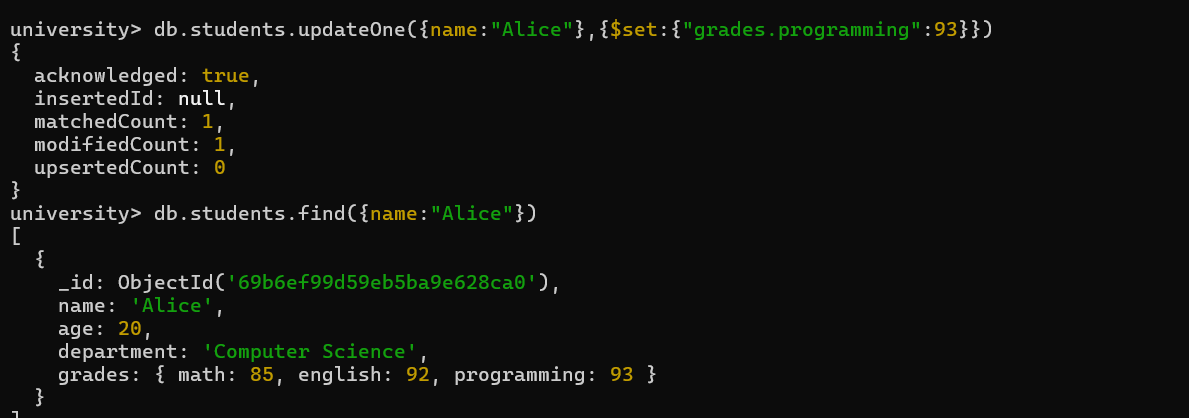 university> db.students.updateOne({name:"Alice"},{$set:{"grades.programming":93}})
{
  acknowledged: true,
  insertedId: null,
  matchedCount: 1,
  modifiedCount: 1,
  upsertedCount: 0
}
university> db.students.find({name:"Alice"})
[
  {
    _id: ObjectId('69b6ef99d59eb5ba9e628ca0'),
    name: 'Alice',
    age: 20,
    department: 'Computer Science',
    grades: { math: 85, english: 92, programming: 93 }
  }
]